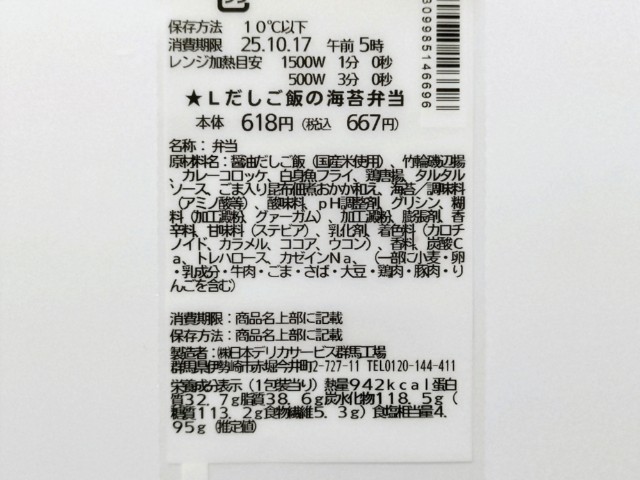 保存方法　１０℃以下
消費期限　25.10.17　午前５時
レンジ加熱目安　1500W　1分　0秒
500W　3分　0秒
★Ｌだしご飯の海苔弁当
本体　618円（税込　667円）
名称：弁当
原材料名：醤油だしご飯（国産米使用）、竹輪磯辺揚
、カレーコロッケ、白身魚フライ、鶏唐揚、タルタル
ソース、ごま入り昆布佃煮おかか和え、海苔／調味料
（アミノ酸等）、酸味料、ｐＨ調整剤、グリシン、糊
料（加工澱粉、グァーガム）、加工澱粉、膨張剤、香
辛料、甘味料（ステビア）、乳化剤、着色料（カロチ
ノイド、カラメル、ココア、ウコン）、香料、炭酸Ｃ
ａ、トレハロース、カゼインＮａ、（一部に小麦・卵
・乳成分・牛肉・ごま・さば・大豆・鶏肉・豚肉・り
んごを含む）
消費期限：商品名上部に記載
保存方法：商品名上部に記載
製造者：㈱日本デリカサービス群馬工場
群馬県伊勢崎市赤堀今井町2-727-11 TEL0120-144-411
栄養成分表示（１包装当り）熱量942kcal蛋白
質32.7g脂質38.6g炭水化物118.5g（
糖質113.2g食物繊維5.3g）食塩相当量4.
95g（推定値）
8099851466​96